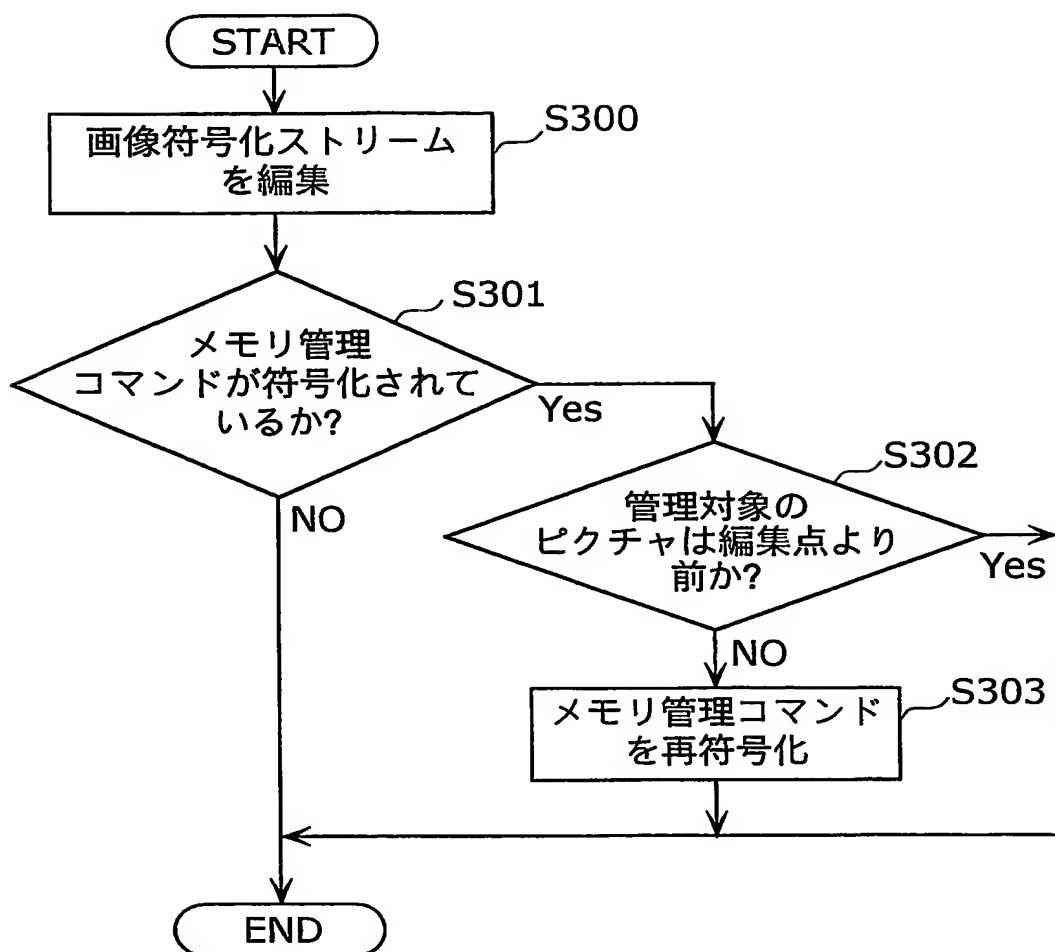 START
S300
画像符号化ストリーム
を編集
S301
メモリ管理
コマンドが符号化されて
いるか?
Yes
NO
S302
管理対象の
ピクチャは編集点より
前か?
Yes
NO
S303
メモリ管理コマンド
を再符号化
END